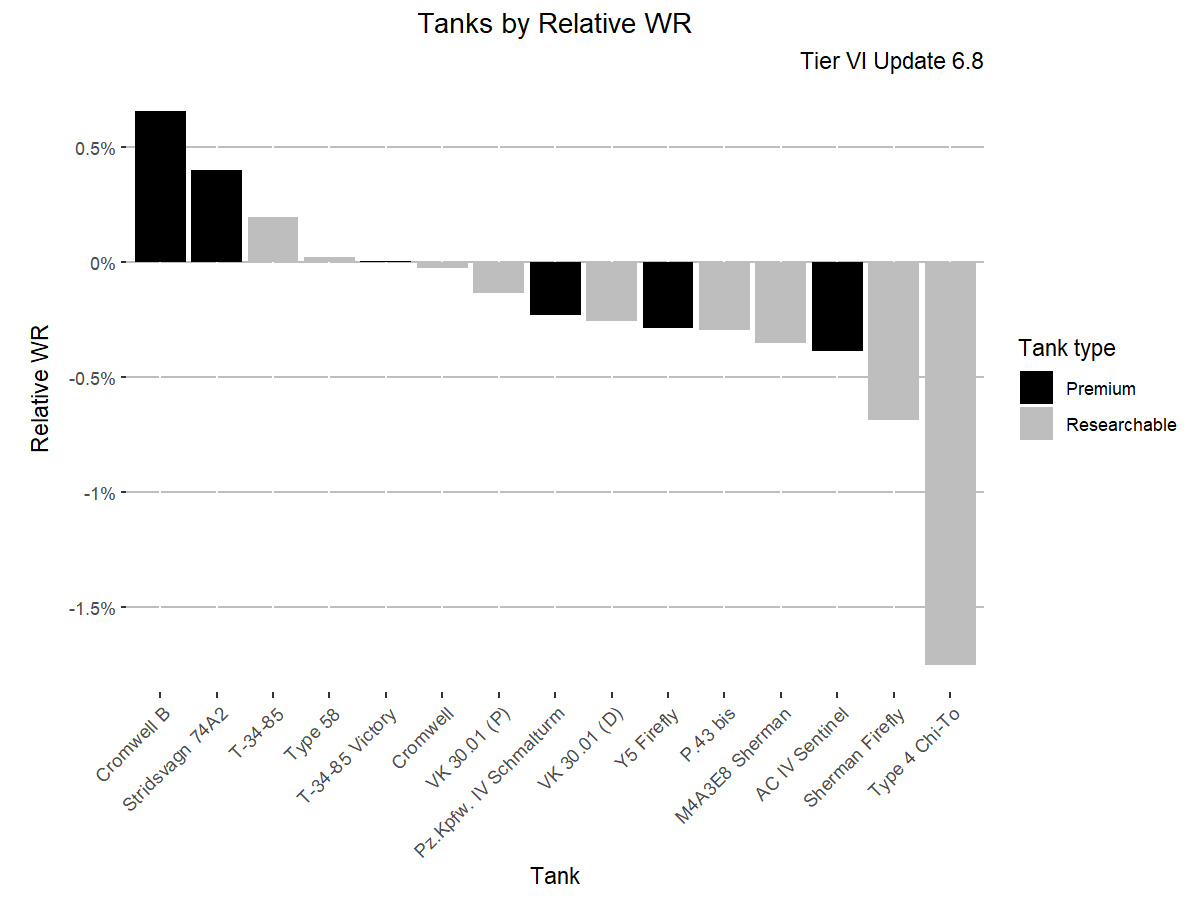 Tanks by Relative WR
Tier VI Update 6.8
Relative WR
0.5%
0%
-0.5%
-1%
-1.5%
Cromwell B
Stridsvagn 74A2
T-34-85
Type 58
T-34-85 Victory
Cromwell
VK 30.01 (P)
Pz.Kpfw. IV Schmalturm
VK 30.01 (D)
Y5 Firefly
P.43 bis
M4A3E8 Sherman
AC IV Sentinel
Sherman Firefly
Type 4 Chi-To
Tank
Tank type
Premium
Researchable